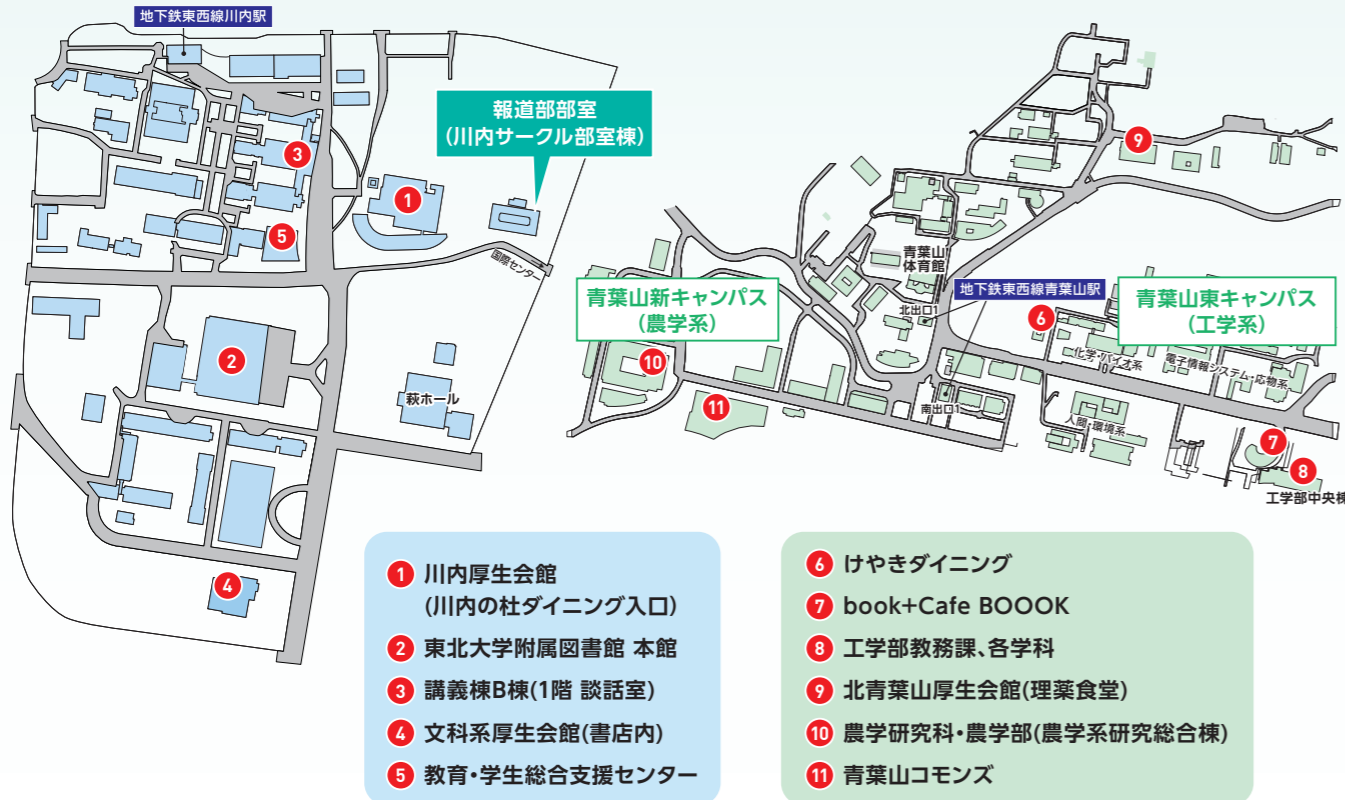 地下鉄東西線川内駅
報道部部室
(川内サークル部室棟)
3
1
5
国際センター
2
萩ホール
4
9
青葉山
体育館
青葉山新キャンパス
(農学系)
地下鉄東西線青葉山駅
北出口1
6
青葉山東キャンパス
(工学系)
化学・バイオ系
電子情報システム・応物系
10
11
南出口1
人間・環境系
7
8
工学部中央棟
1 川内厚生会館
(川内の杜ダイニング入口)
2 東北大学附属図書館 本館
3 講義棟B棟(1階 談話室)
4 文科系厚生会館(書店内)
5 教育・学生総合支援センター
6 けやきダイニング
7 book+Cafe BOOOK
8 工学部教務課、各学科
9 北青葉山厚生会館(理薬食堂)
10 農学研究科・農学部(農学系研究総合棟)
11 青葉山コモンズ